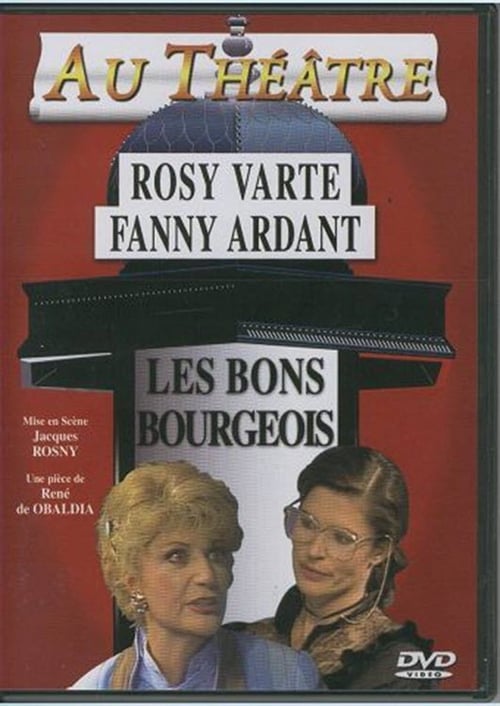 AU THÉÂTRE
ROSY VARTE
FANNY ARDANT
LES BONS
BOURGEOIS
Mise en Scène
Jacques
ROSNY
Une pièce de
René
de OBALDIA
DVD
VIDEO